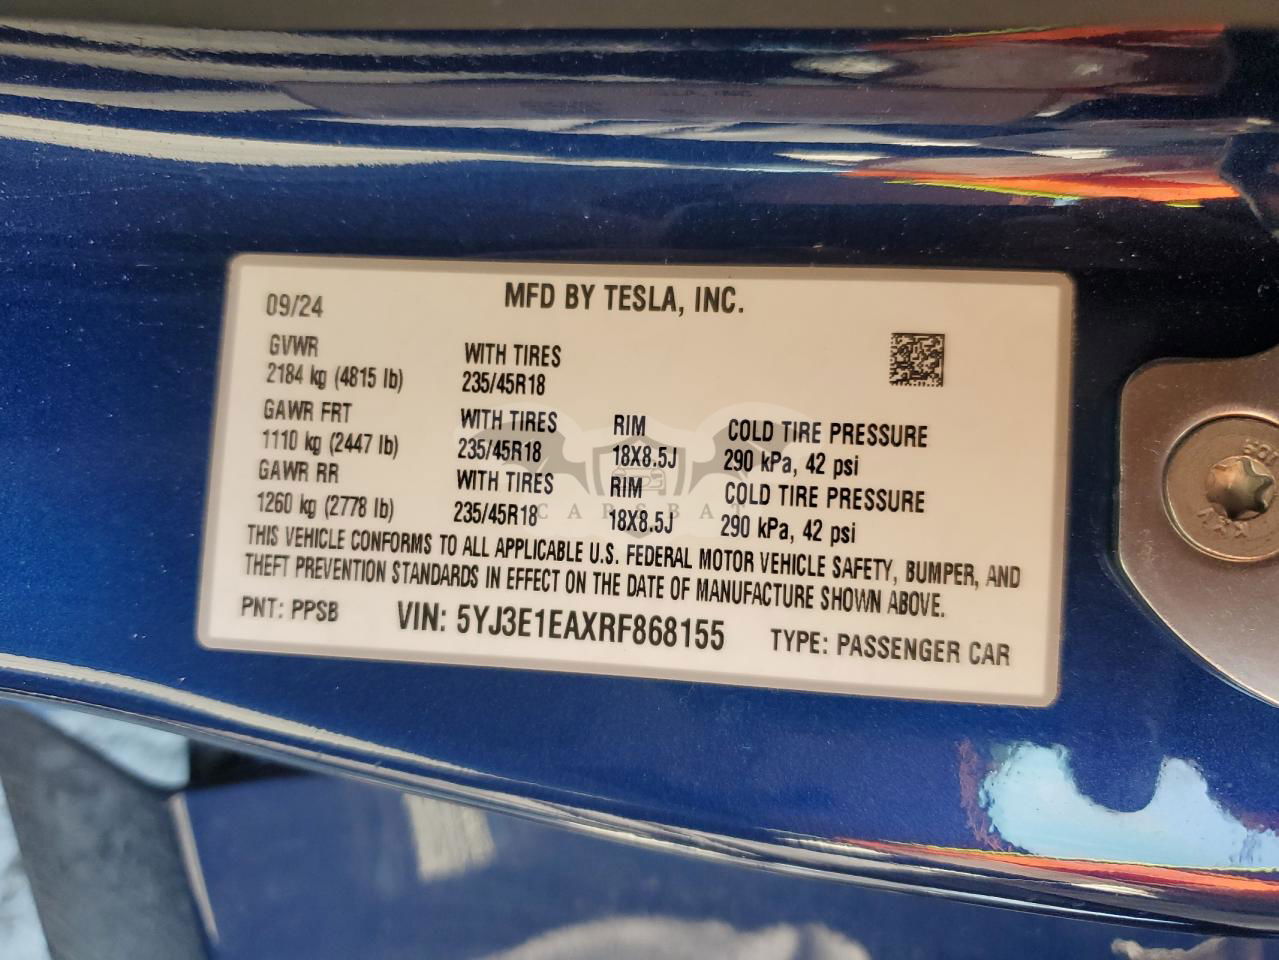 MFD BY TESLA, INC.
09/24
GVWR
2184 kg (4815 lb)
WITH TIRES
235/45R18
GAWR FRT
1110 kg (2447 lb)
WITH TIRES
235/45R18
RIM
18X8.5J
COLD TIRE PRESSURE
290 kPa, 42 psi
GAWR RR
1260 kg (2778 lb)
WITH TIRES
235/45R18
RIM
18X8.5J
COLD TIRE PRESSURE
290 kPa, 42 psi
CARSBAT
THIS VEHICLE CONFORMS TO ALL APPLICABLE U.S. FEDERAL MOTOR VEHICLE SAFETY, BUMPER, AND
THEFT PREVENTION STANDARDS IN EFFECT ON THE DATE OF MANUFACTURE SHOWN ABOVE.
PNT: PPSB VIN: 5YJ3E1EAXRF868155 TYPE: PASSENGER CAR